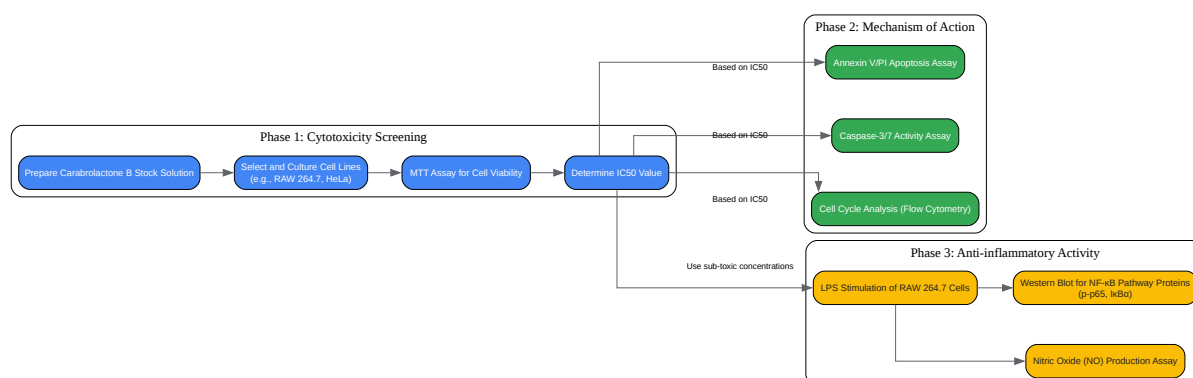 Phase 1: Cytotoxicity Screening
Prepare Carabrolactone B Stock Solution
Select and Culture Cell Lines
(e.g., RAW 264.7, HeLa)
MTT Assay for Cell Viability
Determine IC50 Value
Based on IC50
Based on IC50
Based on IC50
Use sub-toxic concentrations
Phase 2: Mechanism of Action
Annexin V/PI Apoptosis Assay
Caspase-3/7 Activity Assay
Cell Cycle Analysis (Flow Cytometry)
Phase 3: Anti-inflammatory Activity
LPS Stimulation of RAW 264.7 Cells
Western Blot for NF-κB Pathway Proteins
(p-p65, IκBα)
Nitric Oxide (NO) Production Assay